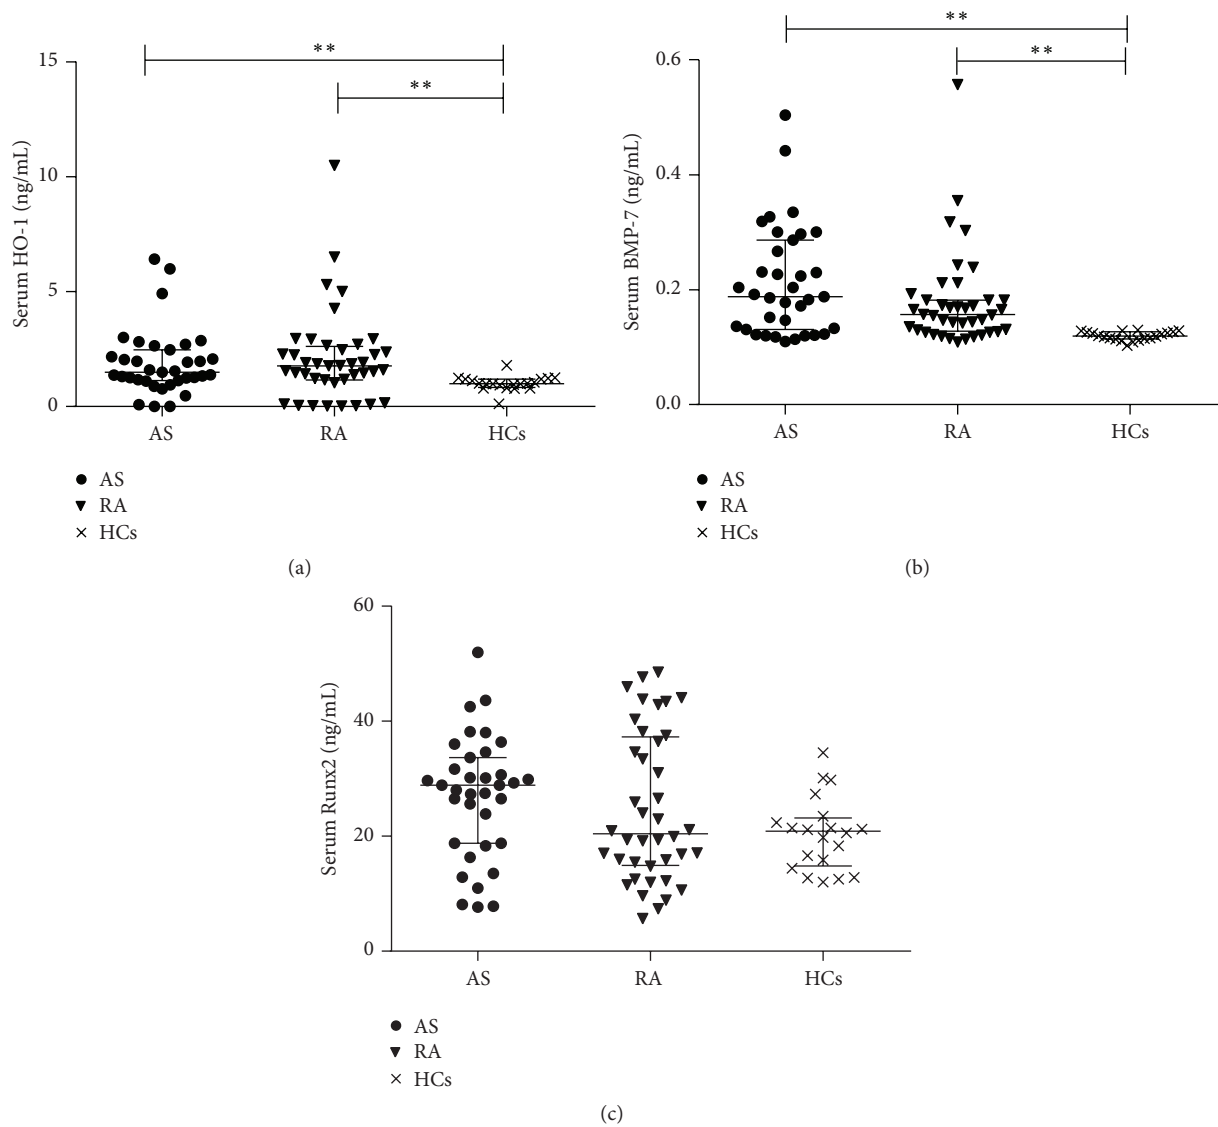 **
**
15
10
5
0
Serum HO-1 (ng/mL)
AS RA HCs
AS
RA
HCs
(a)
**
**
0.6
0.4
0.2
0.0
Serum BMP-7 (ng/mL)
AS RA HCs
AS
RA
HCs
(b)
60
40
20
0
Serum Runx2 (ng/mL)
AS RA HCs
AS
RA
HCs
(c)